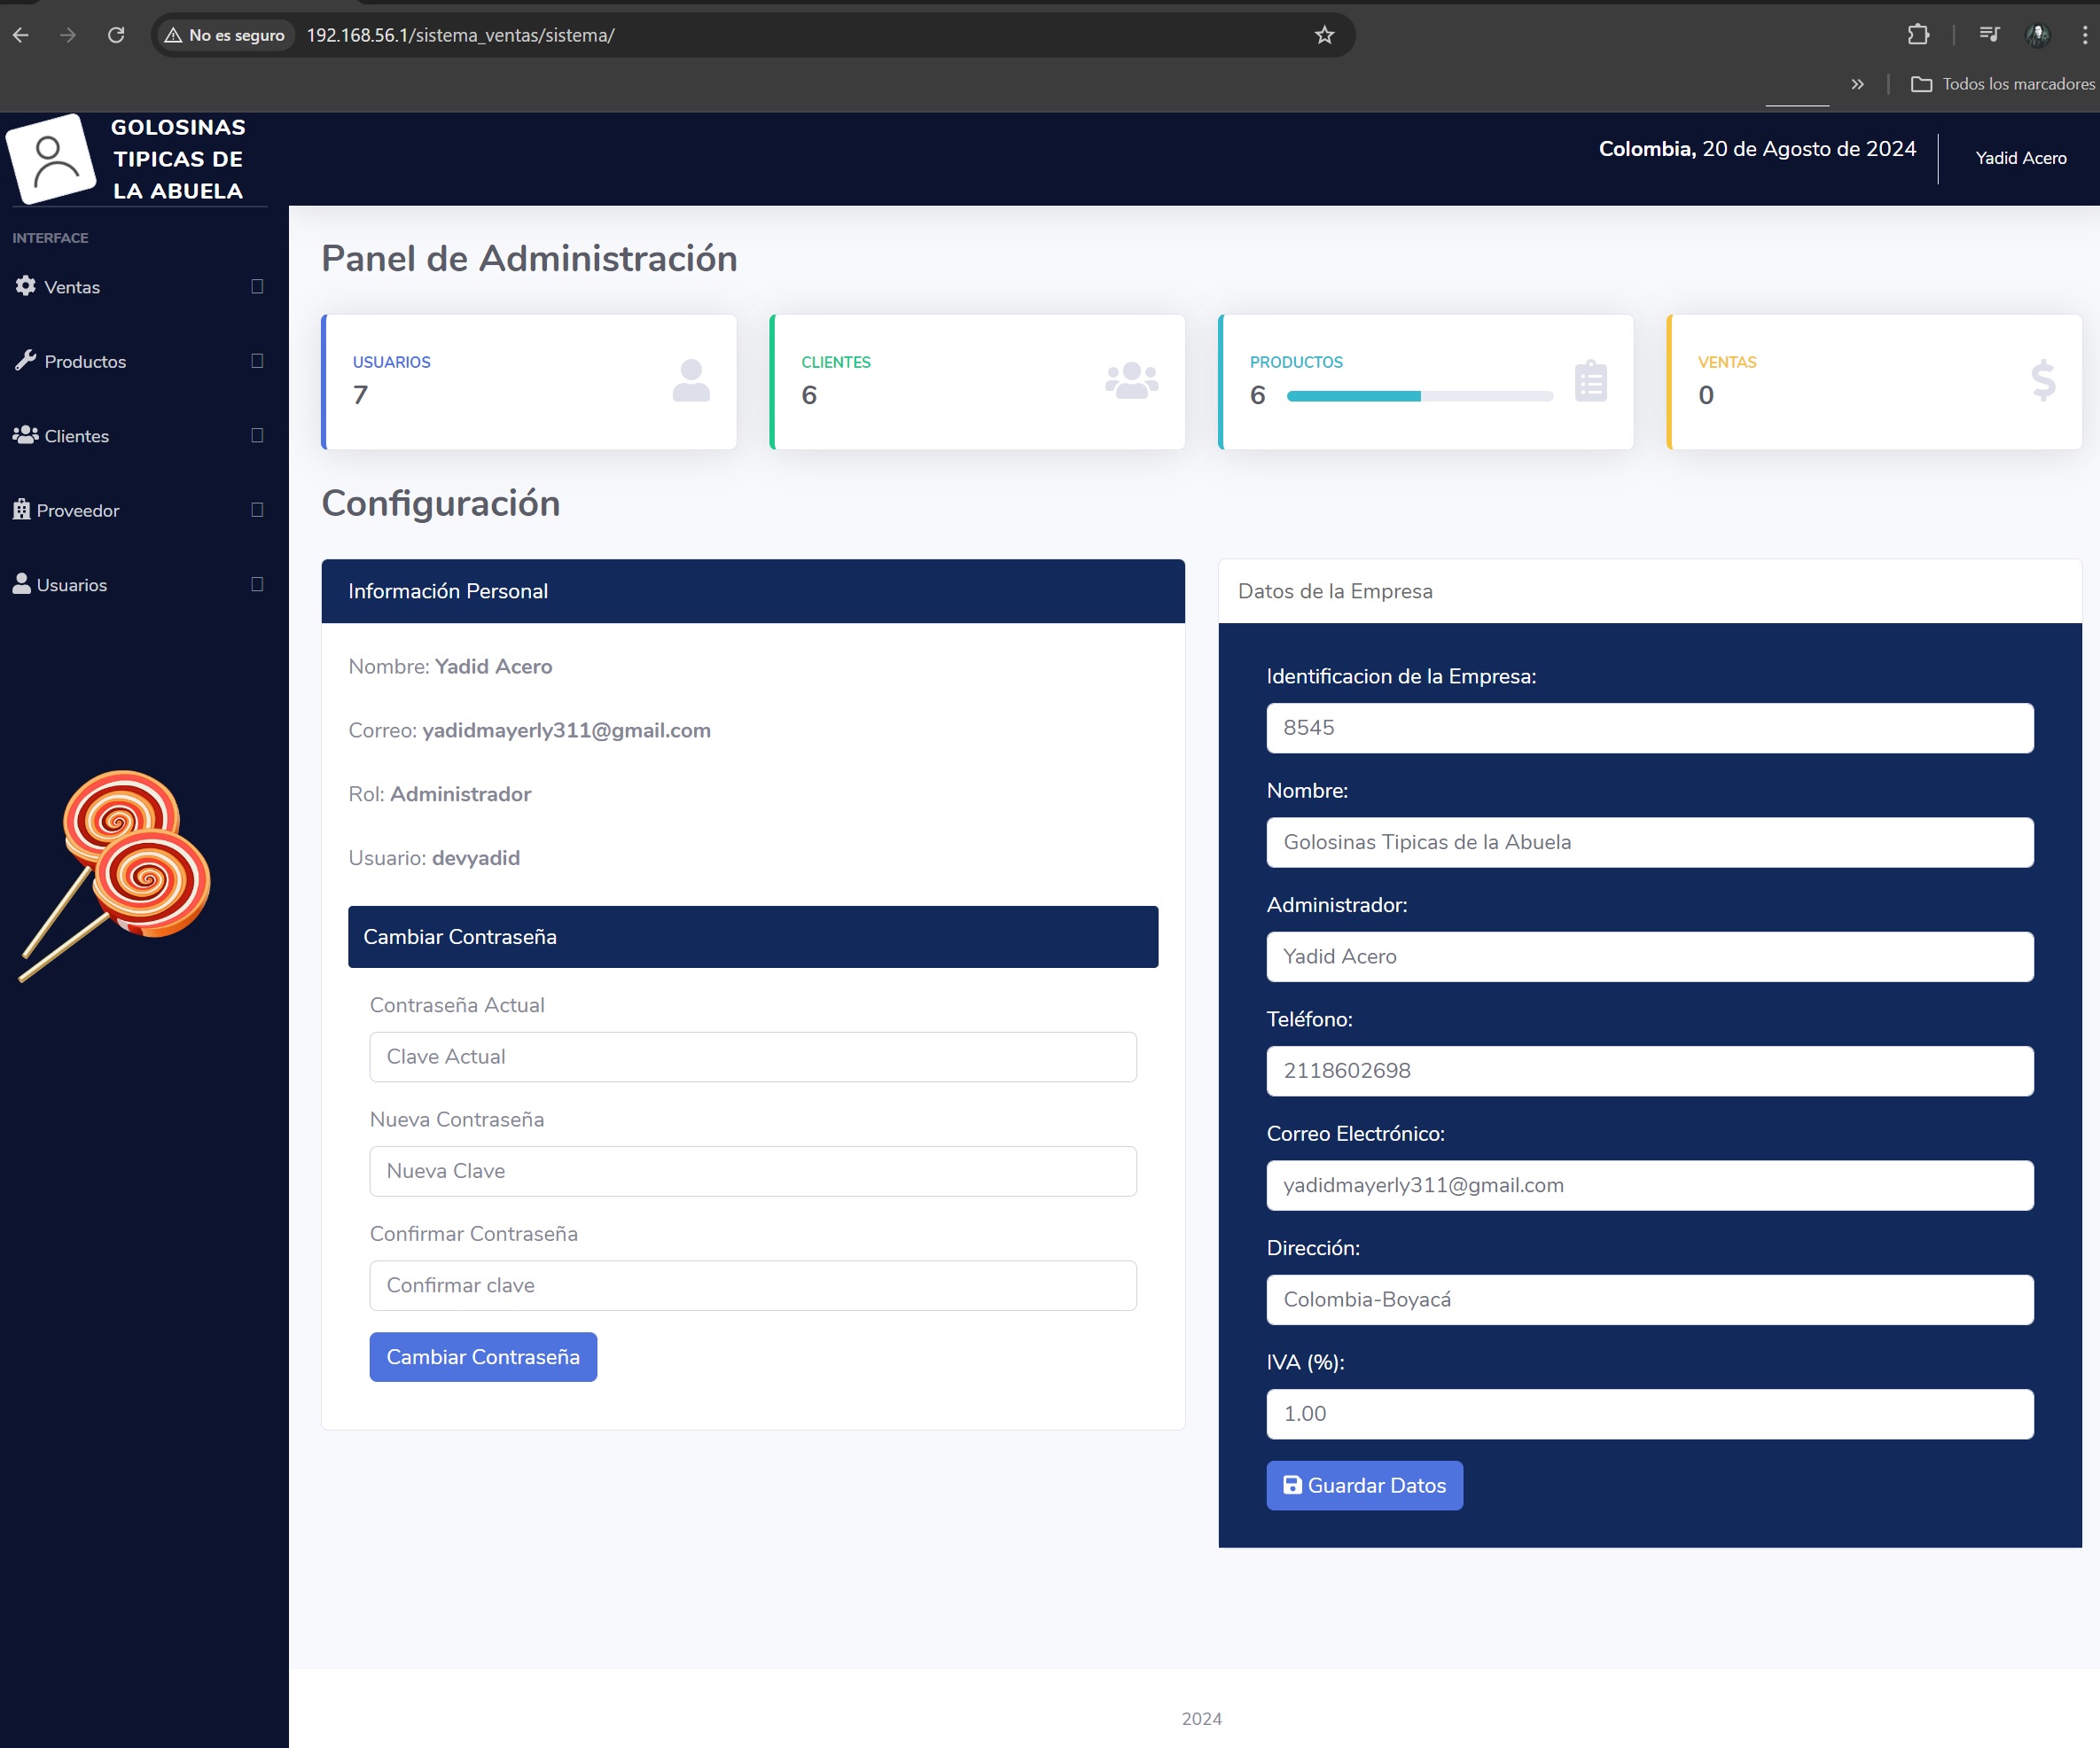 No es seguro 192.168.56.1/sistema_ventas/sistema/
Todos los marcadores
GOLOSINAS
TIPICAS DE
LA ABUELA
Colombia, 20 de Agosto de 2024
Yadid Acero
INTERFACE
Ventas
Productos
Clientes
Proveedor
Usuarios
Panel de Administración
USUARIOS
7
CLIENTES
6
PRODUCTOS
6
VENTAS
0
Configuración
Información Personal
Nombre: Yadid Acero
Correo: yadidmayerly311@gmail.com
Rol: Administrador
Usuario: devyadid
Cambiar Contraseña
Contraseña Actual
Clave Actual
Nueva Contraseña
Nueva Clave
Confirmar Contraseña
Confirmar clave
Cambiar Contraseña
Datos de la Empresa
Identificacion de la Empresa:
8545
Nombre:
Golosinas Tipicas de la Abuela
Administrador:
Yadid Acero
Teléfono:
2118602698
Correo Electrónico:
yadidmayerly311@gmail.com
Dirección:
Colombia-Boyacá
IVA (%):
1.00
Guardar Datos
2024